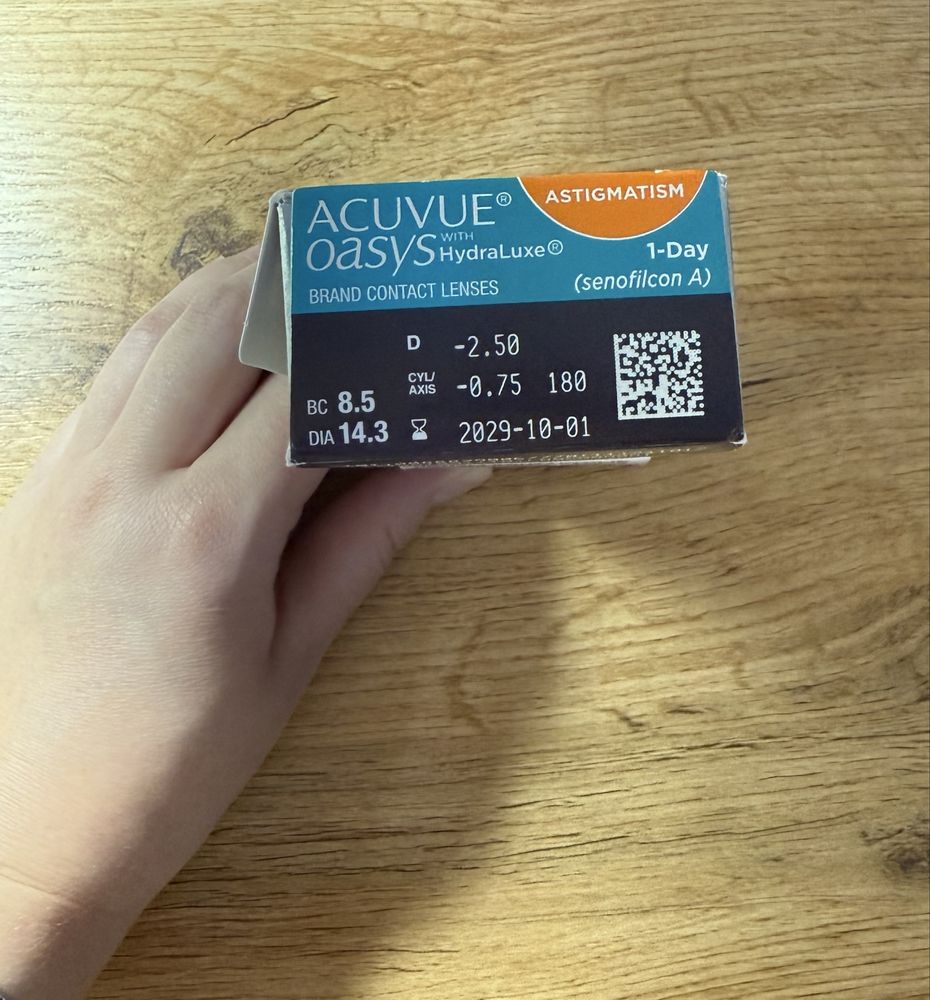 ASTIGMATISM
ACUVUE®
oasys WITH HydraLuxe®
1-Day
BRAND CONTACT LENSES
(senofilcon A)
D -2.50
CYL/AXIS -0.75 180
BC 8.5
DIA 14.3 2029-10-01